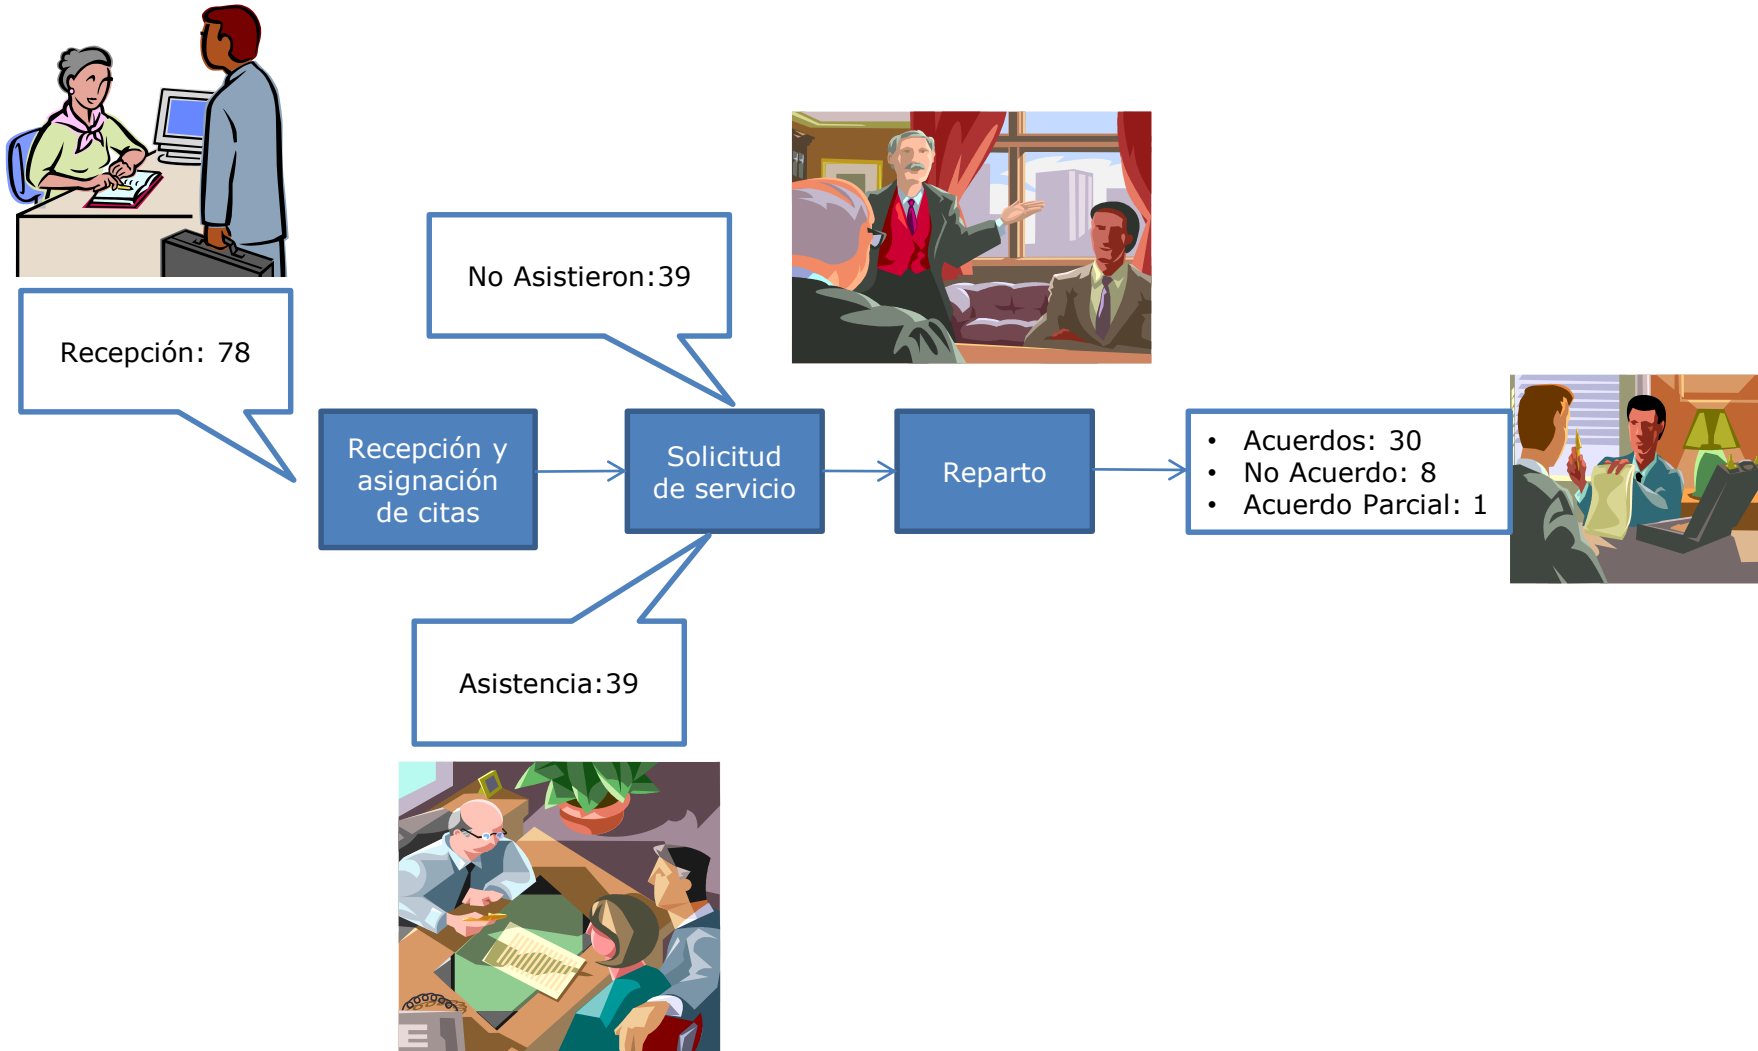 Recepción: 78
No Asistieron:39
Recepción y
asignación
de citas
Solicitud
de servicio
Reparto
• Acuerdos: 30
• No Acuerdo: 8
• Acuerdo Parcial: 1
Asistencia:39